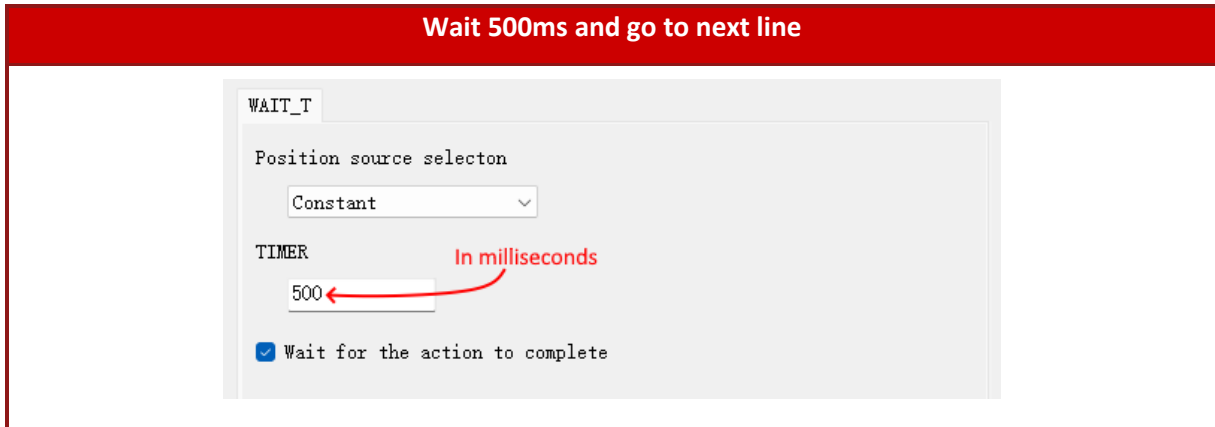 Wait 500ms and go to next line
WAIT_T
Position source selecton
Constant
TIMER
In milliseconds
500
Wait for the action to complete